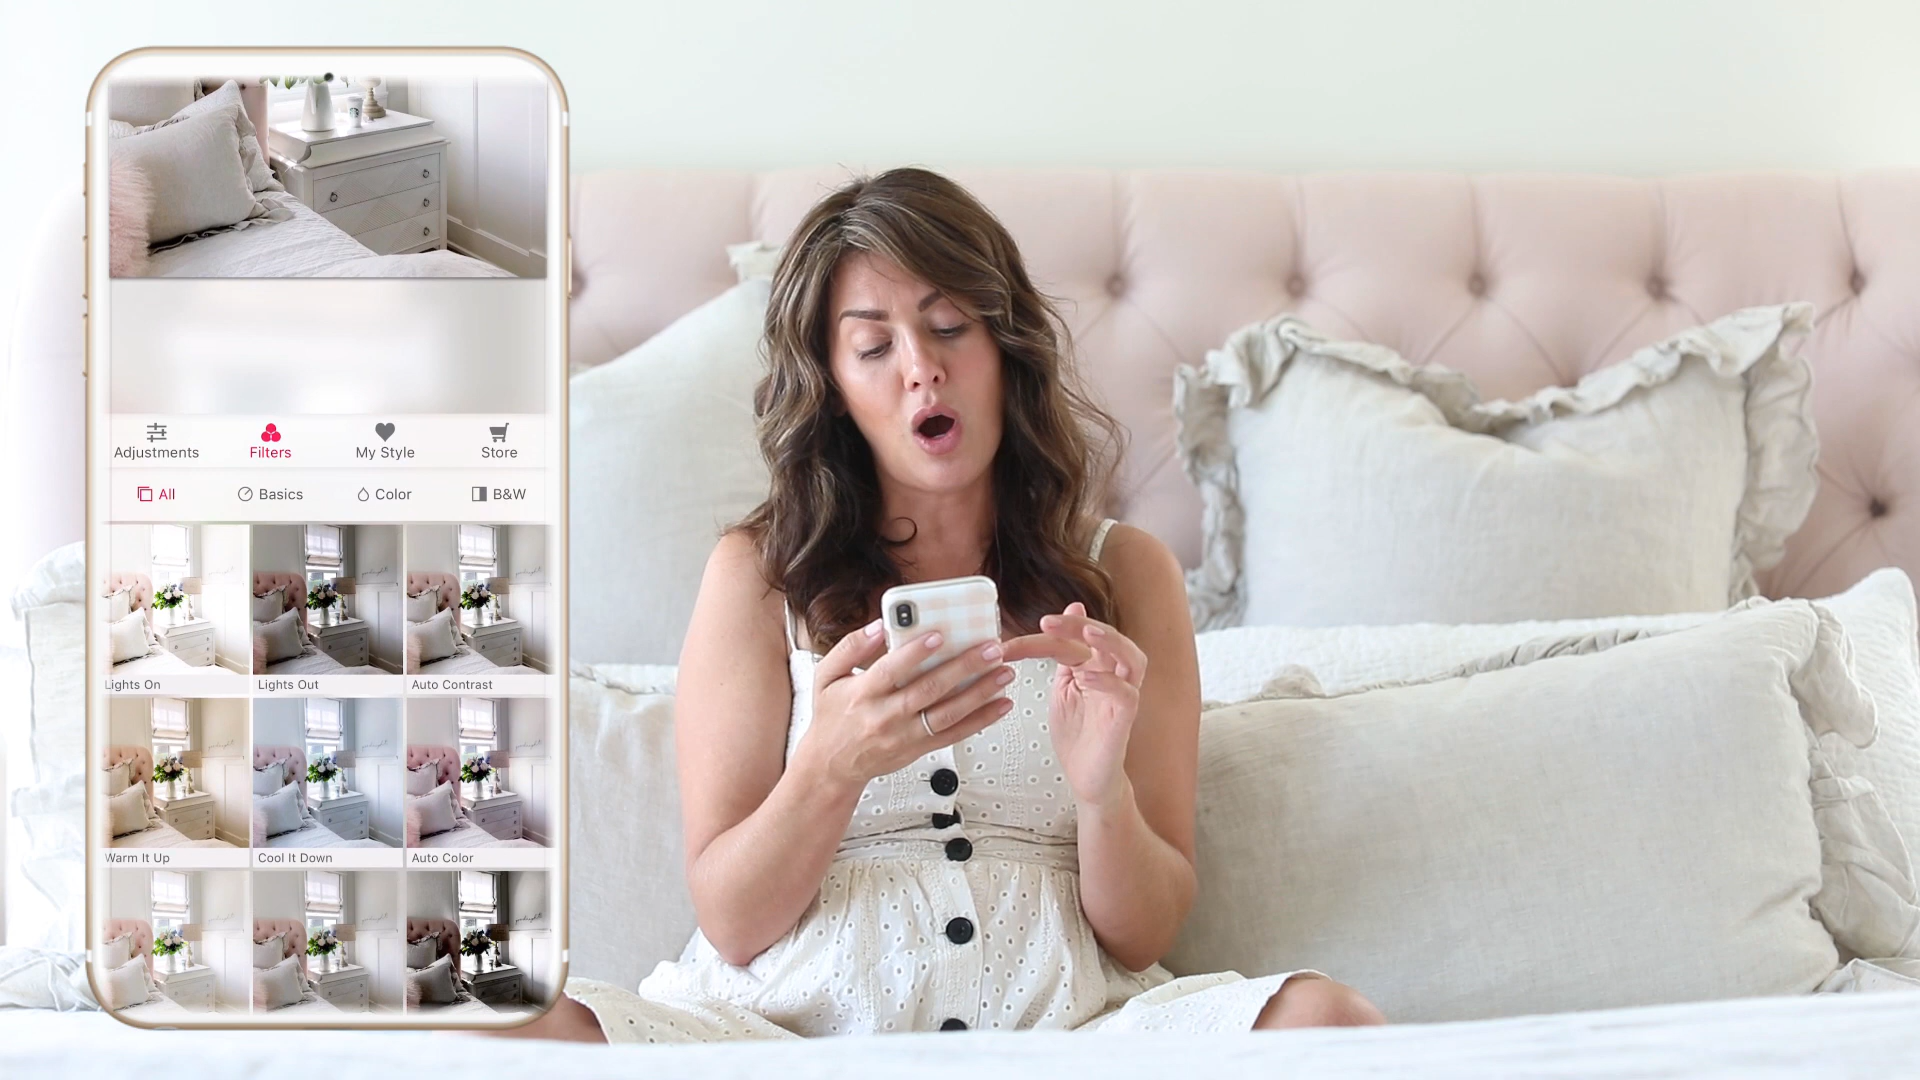 Adjustments Filters My Style Store
All Basics Color B&W
Lights On Lights Out Auto Contrast
Warm It Up Cool It Down Auto Color